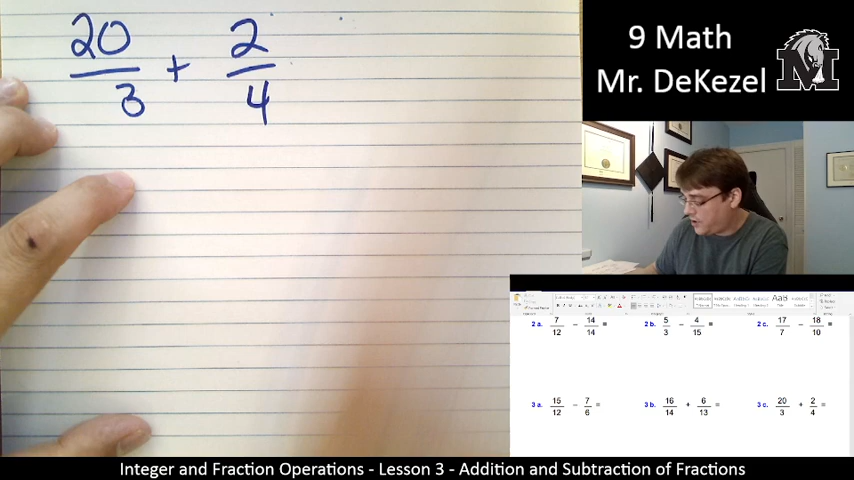 20/3 + 2/4
9 Math
Mr. DeKezel
M
2 a. 7/12 − 14/14 =
2 b. 5/3 − 4/15 =
2 c. 17/7 − 18/10 =
3 a. 15/12 − 7/6 =
3 b. 16/14 + 6/13 =
3 c. 20/3 + 2/4 =
Integer and Fraction Operations - Lesson 3 - Addition and Subtraction of Fractions